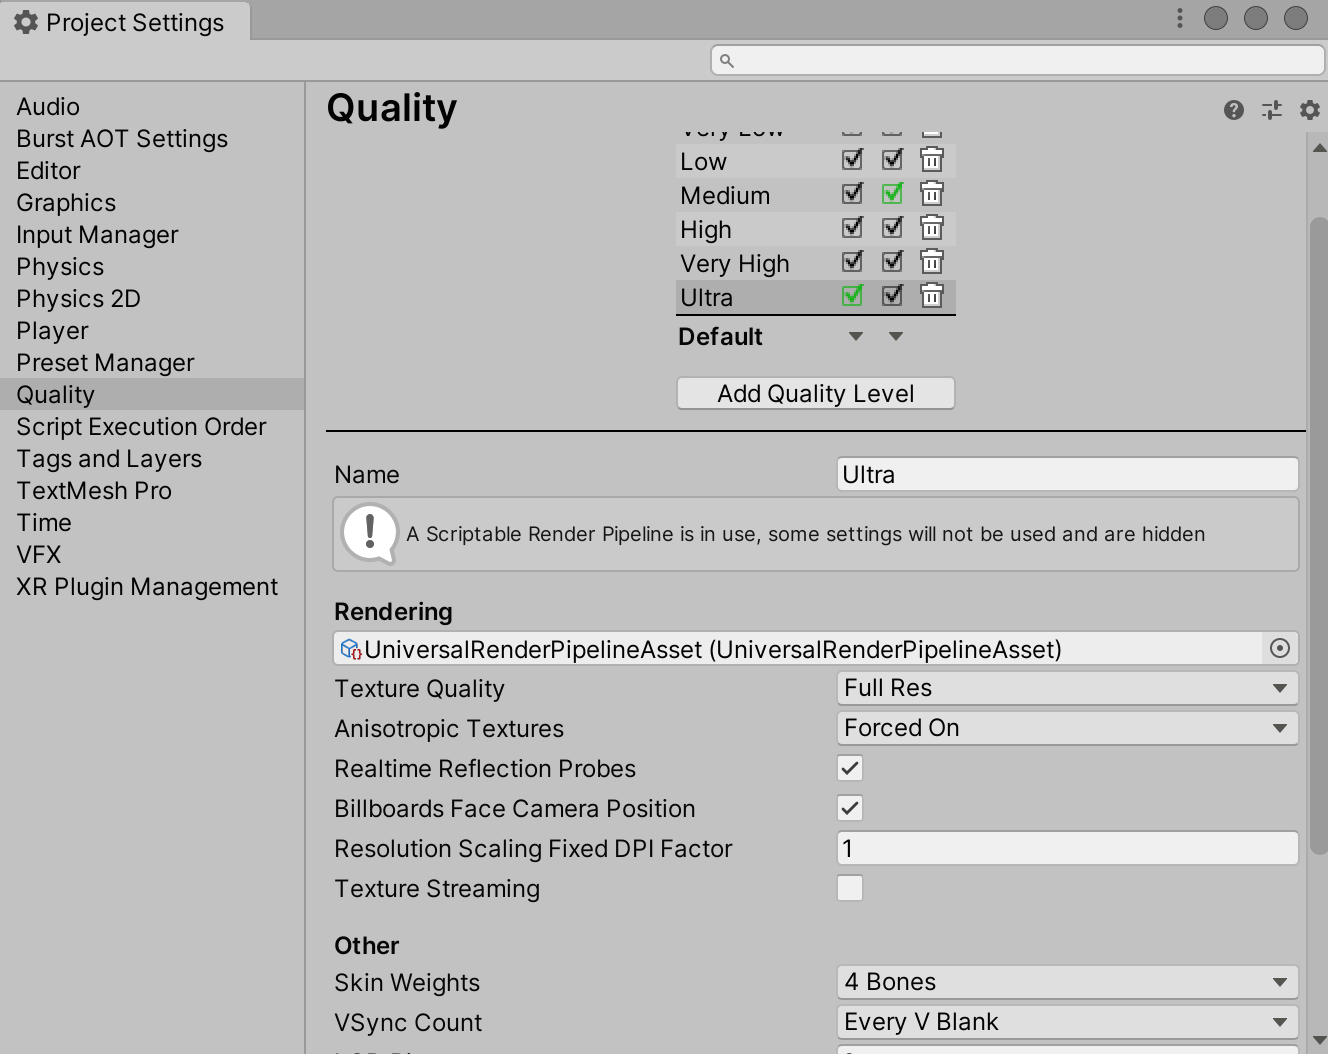 Project Settings
Audio
Burst AOT Settings
Editor
Graphics
Input Manager
Physics
Physics 2D
Player
Preset Manager
Quality
Script Execution Order
Tags and Layers
TextMesh Pro
Time
VFX
XR Plugin Management
Quality
Very Low
Low
Medium
High
Very High
Ultra
Default
Add Quality Level
Name Ultra
A Scriptable Render Pipeline is in use, some settings will not be used and are hidden
Rendering
UniversalRenderPipelineAsset (UniversalRenderPipelineAsset)
Texture Quality Full Res
Anisotropic Textures Forced On
Realtime Reflection Probes
Billboards Face Camera Position
Resolution Scaling Fixed DPI Factor 1
Texture Streaming
Other
Skin Weights 4 Bones
VSync Count Every V Blank